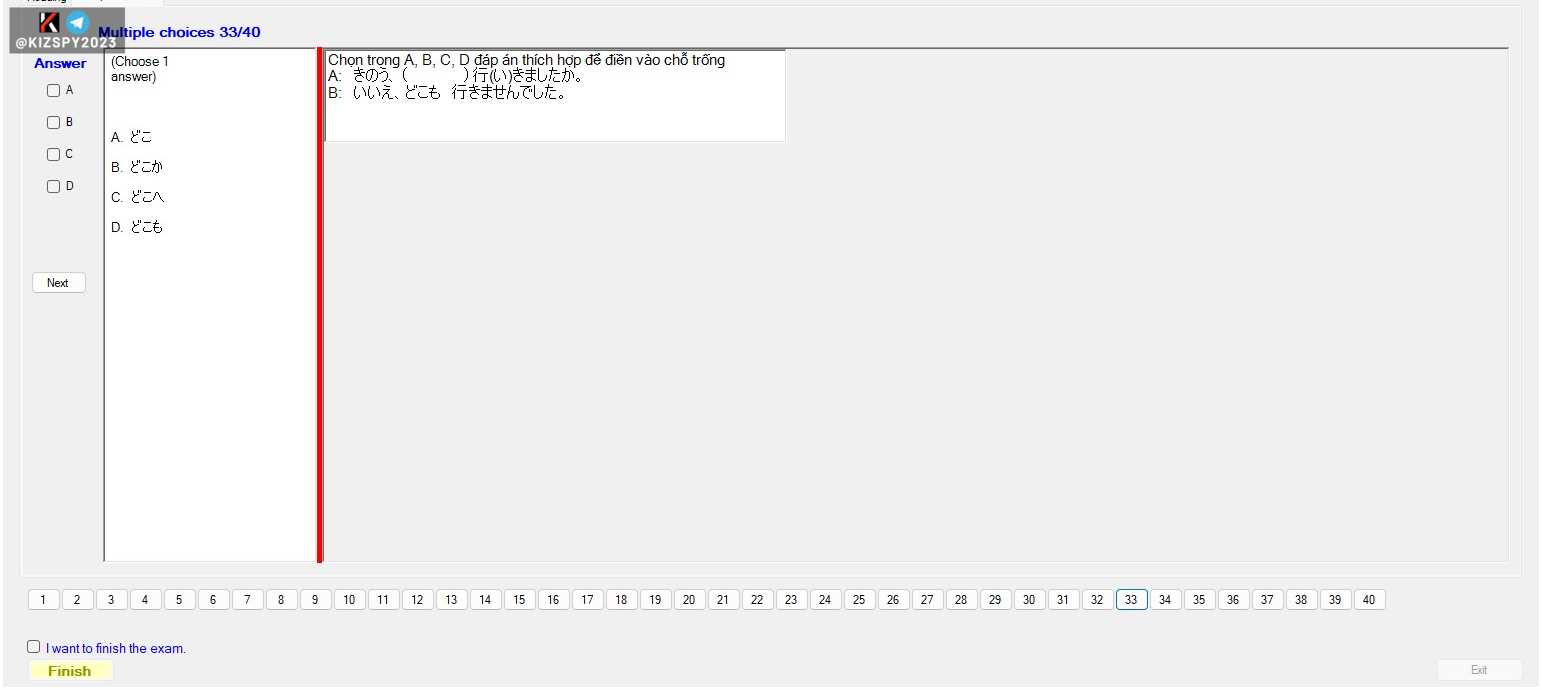 @KIZSPY2023
Multiple choices 33/40
Answer
A
B
C
D
Next
(Choose 1
answer)
A. どこ
B. どこか
C. どこへ
D. どこも
Chọn trong A, B, C, D đáp án thích hợp để điền vào chỗ trống
A: きのう、（　　　）行(い)きましたか。
B: いいえ、どこも　行きませんでした。
1 2 3 4 5 6 7 8 9 10 11 12 13 14 15 16 17 18 19 20 21 22 23 24 25 26 27 28 29 30 31 32 33 34 35 36 37 38 39 40
I want to finish the exam.
Finish
Exit